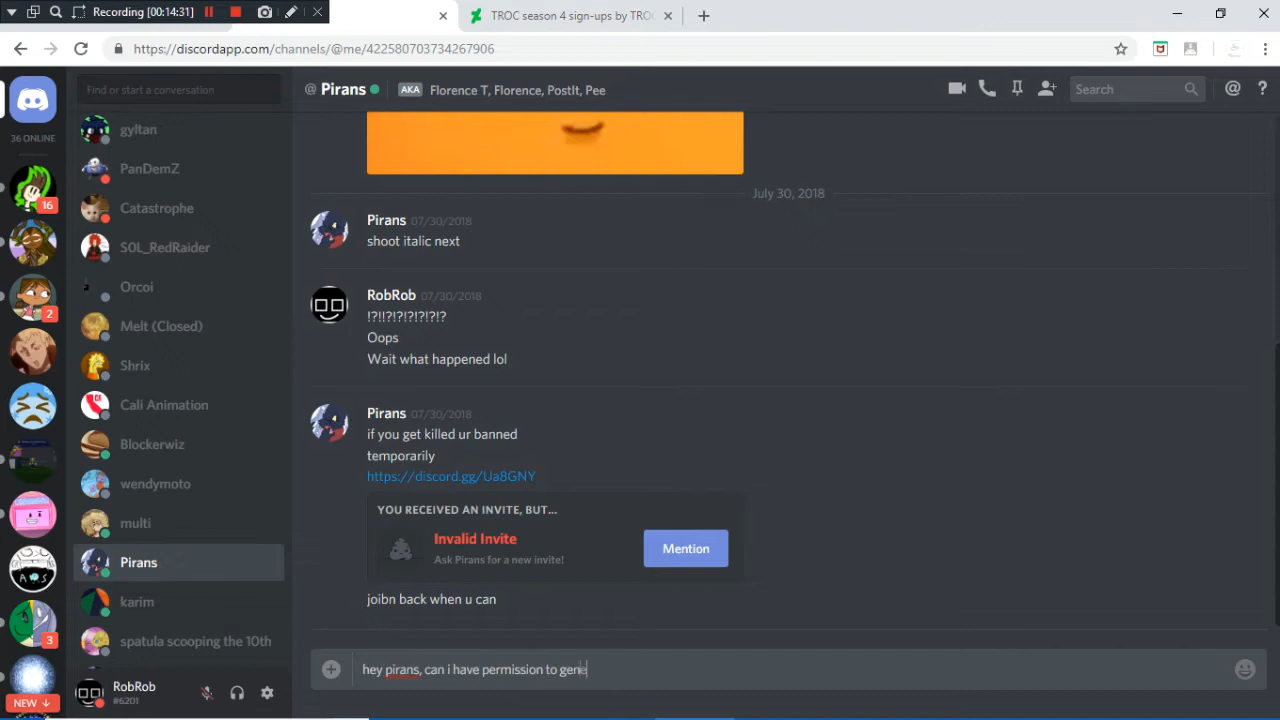 Recording [00:14:31]
TROC season 4 sign-ups by TRO
https://discordapp.com/channels/@me/422580703734267906
Find or start a conversation
@ Pirans
AKA
Florence T, Florence, PostIt, Pee
Search
36 ONLINE
gyltan
PanDemZ
Catastrophe
S0L_RedRaider
Orcoi
Melt (Closed)
Shrix
Cali Animation
Blockerwiz
wendymoto
multi
Pirans
karim
spatula scooping the 10th
16
2
3
NEW ↓
RobRob
#6201
July 30, 2018
Pirans 07/30/2018
shoot italic next
RobRob 07/30/2018
!?!!?!?!?!?!?!?
Oops
Wait what happened lol
Pirans 07/30/2018
if you get killed ur banned
temporarily
https://discord.gg/Ua8GNY
YOU RECEIVED AN INVITE, BUT...
Invalid Invite
Ask Pirans for a new invite!
Mention
joibn back when u can
hey pirans, can i have permission to gene